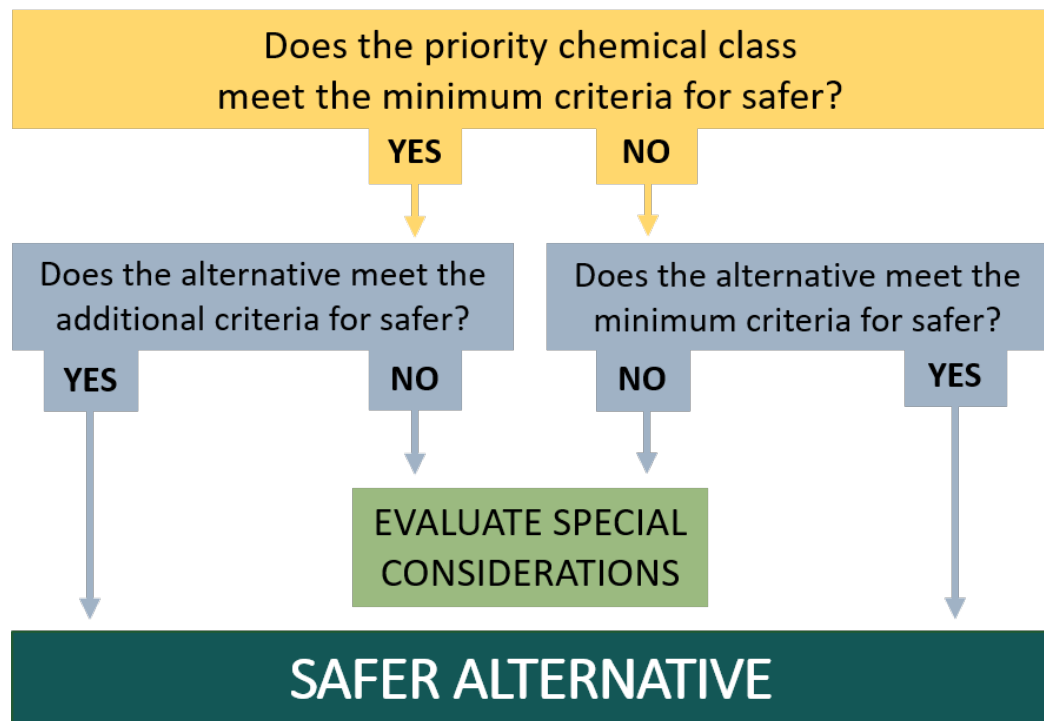 Does the priority chemical class
meet the minimum criteria for safer?
YES
NO
Does the alternative meet the
additional criteria for safer?
YES
NO
Does the alternative meet the
minimum criteria for safer?
NO
YES
EVALUATE SPECIAL
CONSIDERATIONS
SAFER ALTERNATIVE